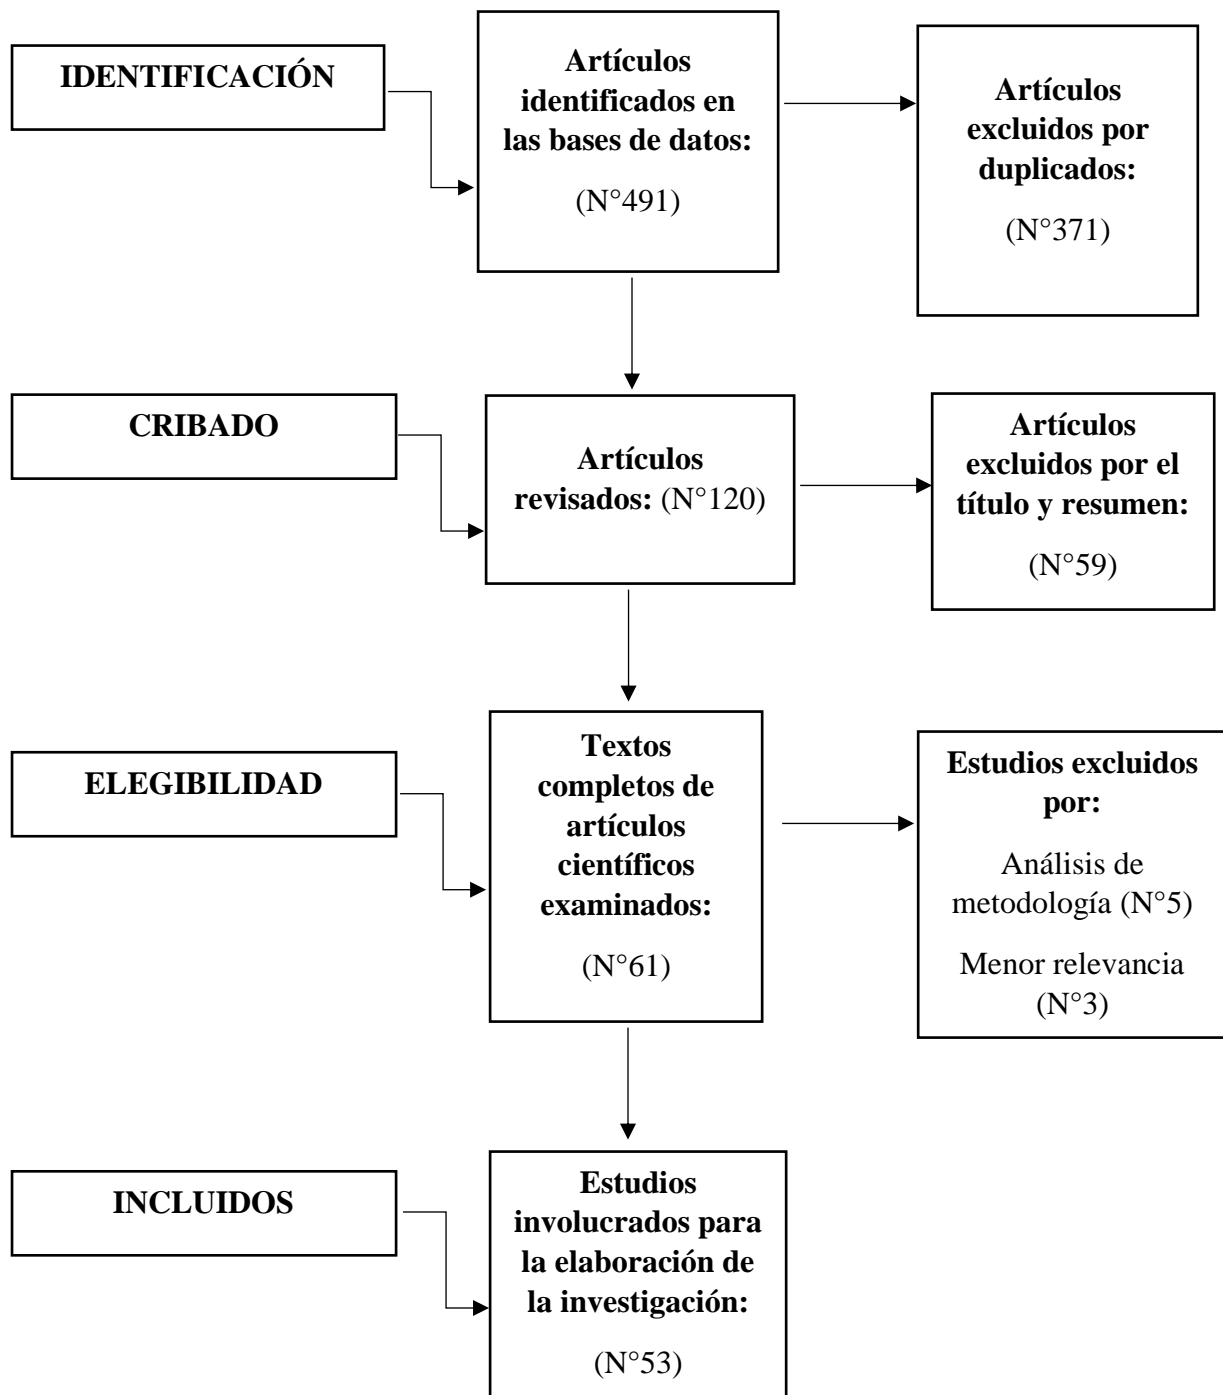 IDENTIFICACIÓN
Artículos
identificados en
las bases de datos:
(N°491)
Artículos
excluidos por
duplicados:
(N°371)
CRIBADO
Artículos
revisados: (N°120)
Artículos
excluidos por el
título y resumen:
(N°59)
ELEGIBILIDAD
Textos
completos de
artículos
científicos
examinados:
(N°61)
Estudios excluidos
por:
Análisis de
metodología (N°5)
Menor relevancia
(N°3)
INCLUIDOS
Estudios
involucrados para
la elaboración de
la investigación:
(N°53)